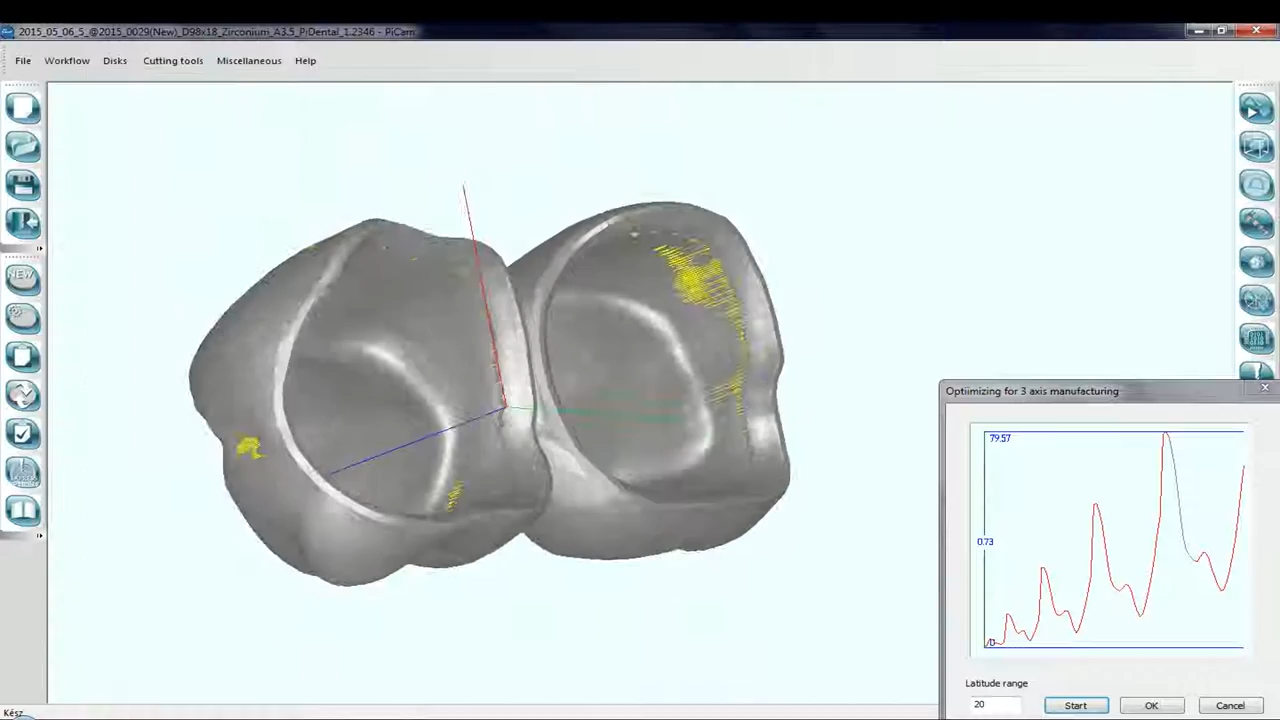 2015_05_06_5_@2015_0029(New)_D98x18_Zirconium_A3.5_PiDental_1.2346 - PiCam
File Workflow Disks Cutting tools Miscellaneous Help
NEW
Optiimizing for 3 axis manufacturing
79.57
0.73
0
Latitude range
20 Start OK Cancel
Kész